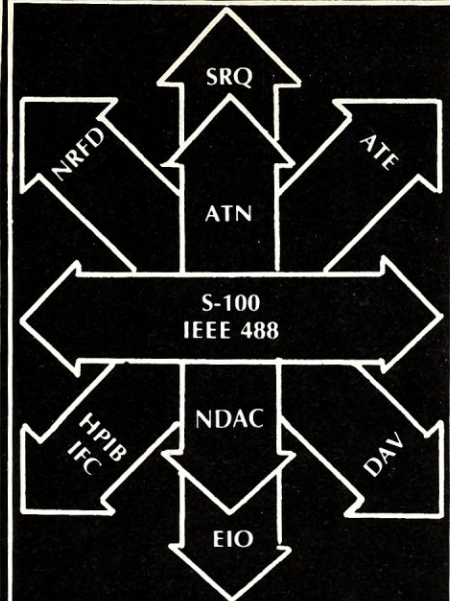 SRQ
NRFD
ATE
ATN
S-100
IEEE 488
HPIB
IFC
NDAC
DAV
EIO